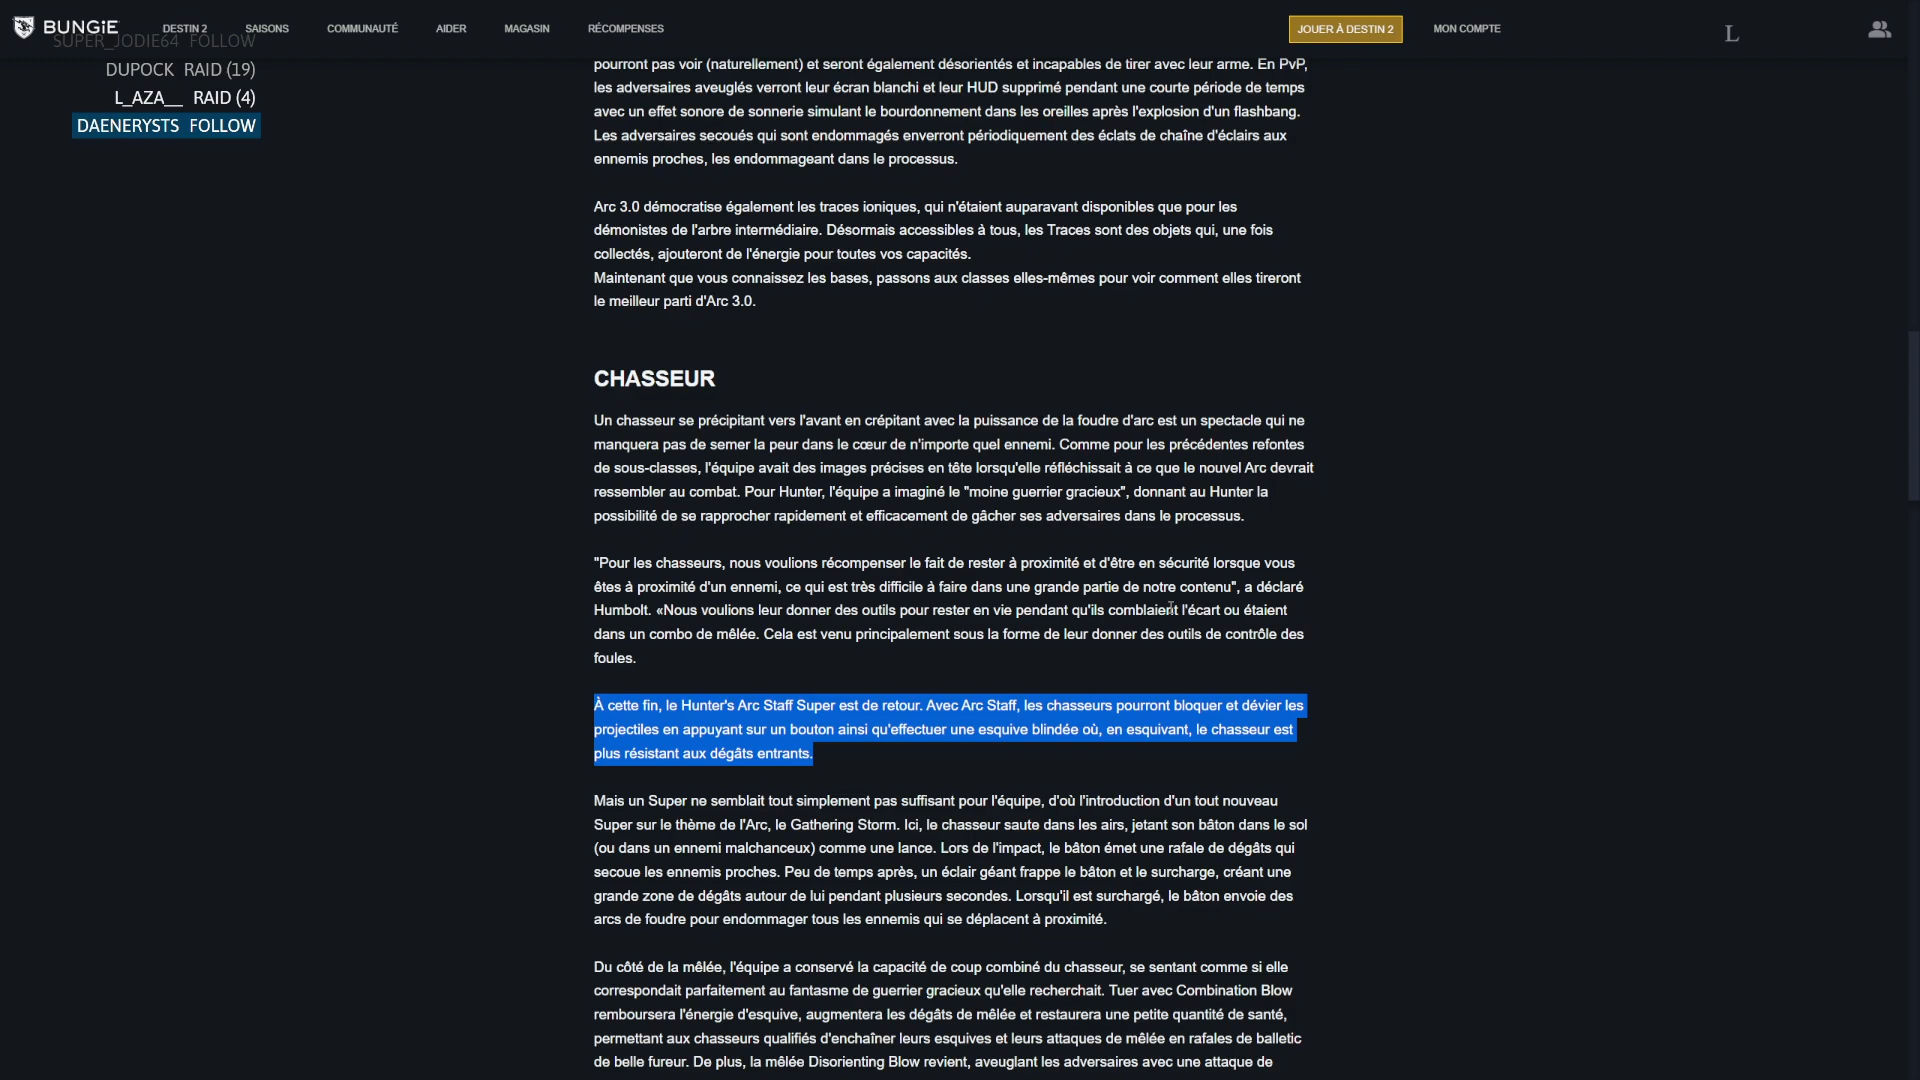 BUNGiE
DESTIN 2
SAISONS
COMMUNAUTÉ
AIDER
MAGASIN
RÉCOMPENSES
JOUER À DESTIN 2
MON COMPTE
L
SUPER_JODIE64 FOLLOW
DUPOCK RAID (19)
L_AZA__ RAID (4)
DAENERYSTS FOLLOW
pourront pas voir (naturellement) et seront également désorientés et incapables de tirer avec leur arme. En PvP,
les adversaires aveuglés verront leur écran blanchi et leur HUD supprimé pendant une courte période de temps
avec un effet sonore de sonnerie simulant le bourdonnement dans les oreilles après l'explosion d'un flashbang.
Les adversaires secoués qui sont endommagés enverront périodiquement des éclats de chaîne d'éclairs aux
ennemis proches, les endommageant dans le processus.
Arc 3.0 démocratise également les traces ioniques, qui n'étaient auparavant disponibles que pour les
démonistes de l'arbre intermédiaire. Désormais accessibles à tous, les Traces sont des objets qui, une fois
collectés, ajouteront de l'énergie pour toutes vos capacités.
Maintenant que vous connaissez les bases, passons aux classes elles-mêmes pour voir comment elles tireront
le meilleur parti d'Arc 3.0.
CHASSEUR
Un chasseur se précipitant vers l'avant en crépitant avec la puissance de la foudre d'arc est un spectacle qui ne
manquera pas de semer la peur dans le cœur de n'importe quel ennemi. Comme pour les précédentes refontes
de sous-classes, l'équipe avait des images précises en tête lorsqu'elle réfléchissait à ce que le nouvel Arc devrait
ressembler au combat. Pour Hunter, l'équipe a imaginé le "moine guerrier gracieux", donnant au Hunter la
possibilité de se rapprocher rapidement et efficacement de gâcher ses adversaires dans le processus.
"Pour les chasseurs, nous voulions récompenser le fait de rester à proximité et d'être en sécurité lorsque vous
êtes à proximité d'un ennemi, ce qui est très difficile à faire dans une grande partie de notre contenu", a déclaré
Humbolt. «Nous voulions leur donner des outils pour rester en vie pendant qu'ils comblaient l'écart ou étaient
dans un combo de mêlée. Cela est venu principalement sous la forme de leur donner des outils de contrôle des
foules.
À cette fin, le Hunter's Arc Staff Super est de retour. Avec Arc Staff, les chasseurs pourront bloquer et dévier les
projectiles en appuyant sur un bouton ainsi qu'effectuer une esquive blindée où, en esquivant, le chasseur est
plus résistant aux dégâts entrants.
Mais un Super ne semblait tout simplement pas suffisant pour l'équipe, d'où l'introduction d'un tout nouveau
Super sur le thème de l'Arc, le Gathering Storm. Ici, le chasseur saute dans les airs, jetant son bâton dans le sol
(ou dans un ennemi malchanceux) comme une lance. Lors de l'impact, le bâton émet une rafale de dégâts qui
secoue les ennemis proches. Peu de temps après, un éclair géant frappe le bâton et le surcharge, créant une
grande zone de dégâts autour de lui pendant plusieurs secondes. Lorsqu'il est surchargé, le bâton envoie des
arcs de foudre pour endommager tous les ennemis qui se déplacent à proximité.
Du côté de la mêlée, l'équipe a conservé la capacité de coup combiné du chasseur, se sentant comme si elle
correspondait parfaitement au fantasme de guerrier gracieux qu'elle recherchait. Tuer avec Combination Blow
remboursera l'énergie d'esquive, augmentera les dégâts de mêlée et restaurera une petite quantité de santé,
permettant aux chasseurs qualifiés d'enchaîner leurs esquives et leurs attaques de mêlée en rafales de balletic
de belle fureur. De plus, la mêlée Disorienting Blow revient, aveuglant les adversaires avec une attaque de